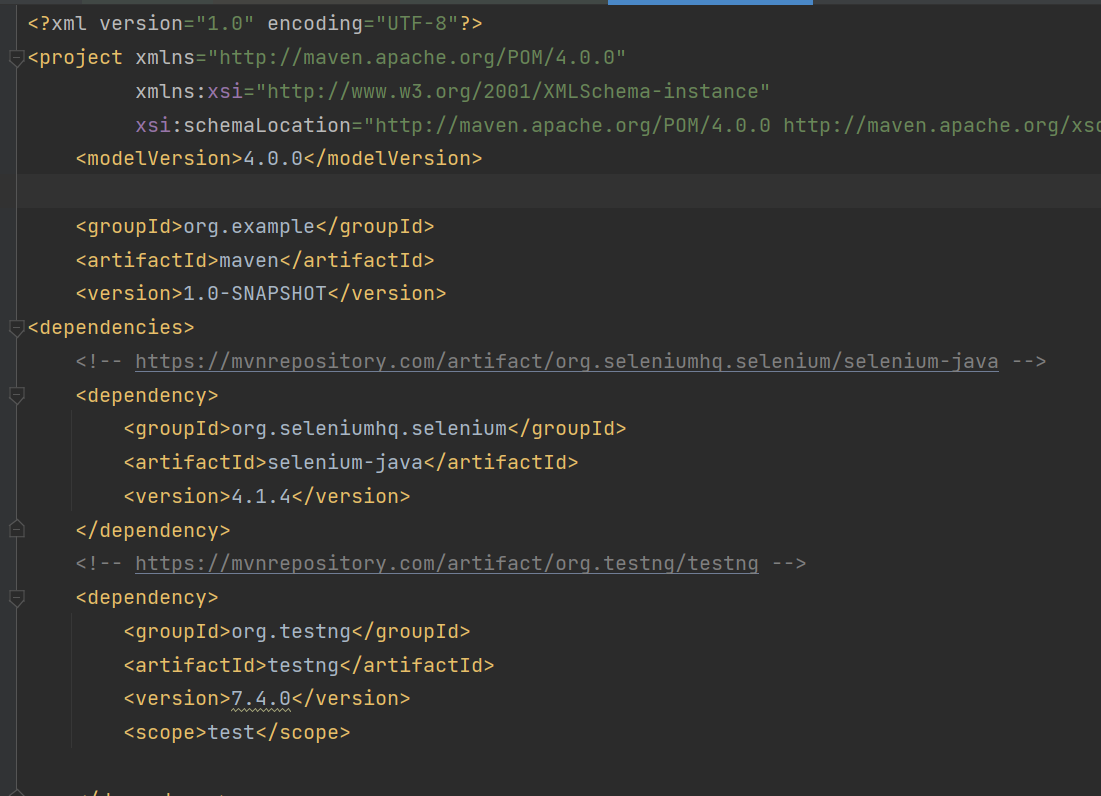 <?xml version="1.0" encoding="UTF-8"?>
<project xmlns="http://maven.apache.org/POM/4.0.0"
xmlns:xsi="http://www.w3.org/2001/XMLSchema-instance"
xsi:schemaLocation="http://maven.apache.org/POM/4.0.0 http://maven.apache.org/xsd
<modelVersion>4.0.0</modelVersion>
<groupId>org.example</groupId>
<artifactId>maven</artifactId>
<version>1.0-SNAPSHOT</version>
<dependencies>
<!-- https://mvnrepository.com/artifact/org.seleniumhq.selenium/selenium-java -->
<dependency>
<groupId>org.seleniumhq.selenium</groupId>
<artifactId>selenium-java</artifactId>
<version>4.1.4</version>
</dependency>
<!-- https://mvnrepository.com/artifact/org.testng/testng -->
<dependency>
<groupId>org.testng</groupId>
<artifactId>testng</artifactId>
<version>7.4.0</version>
<scope>test</scope>